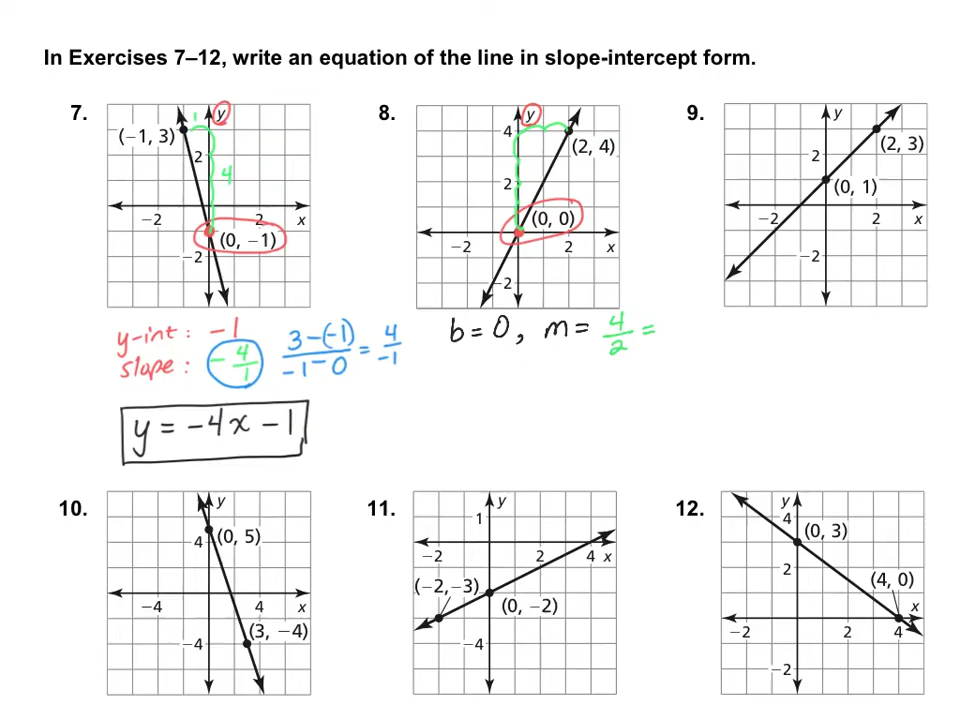 In Exercises 7–12, write an equation of the line in slope-intercept form.
7.
1
y
(−1, 3)
2
4
−2
2
x
(0, −1)
−2
8.
y
4
(2, 4)
2
(0, 0)
−2
2
x
−2
9.
y
(2, 3)
2
(0, 1)
−2
2
x
−2
y-int: −1
slope: −4/1
3−(−1)/−1−0 = 4/−1
y = −4x − 1
b = 0, m = 4/2 =
10.
y
4
(0, 5)
−4
4
x
(3, −4)
−4
11.
y
1
−2
2
4
x
(−2, −3)
(0, −2)
−4
12.
y
4
(0, 3)
2
(4, 0)
x
−2
2
4
−2